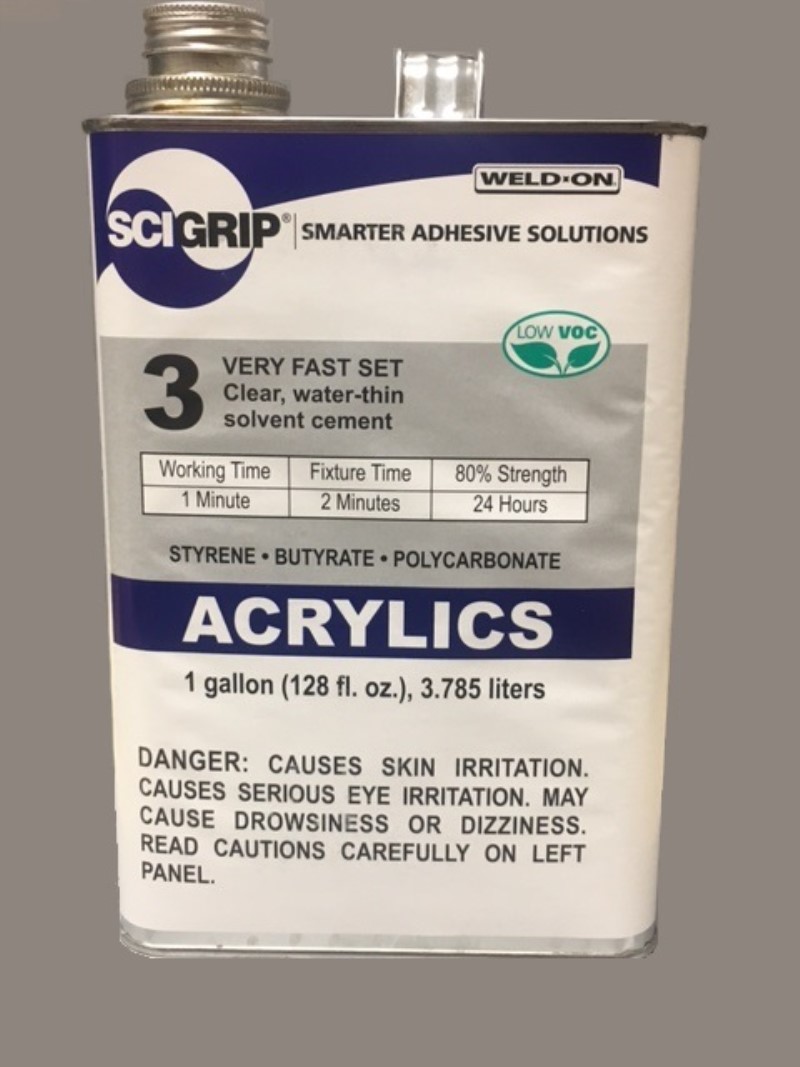 WELD·ON
SCIGRIP® SMARTER ADHESIVE SOLUTIONS
LOW VOC
3 VERY FAST SET
Clear, water-thin
solvent cement
Working Time Fixture Time 80% Strength
1 Minute 2 Minutes 24 Hours
STYRENE • BUTYRATE • POLYCARBONATE
ACRYLICS
1 gallon (128 fl. oz.), 3.785 liters
DANGER: CAUSES SKIN IRRITATION.
CAUSES SERIOUS EYE IRRITATION. MAY
CAUSE DROWSINESS OR DIZZINESS.
READ CAUTIONS CAREFULLY ON LEFT
PANEL.